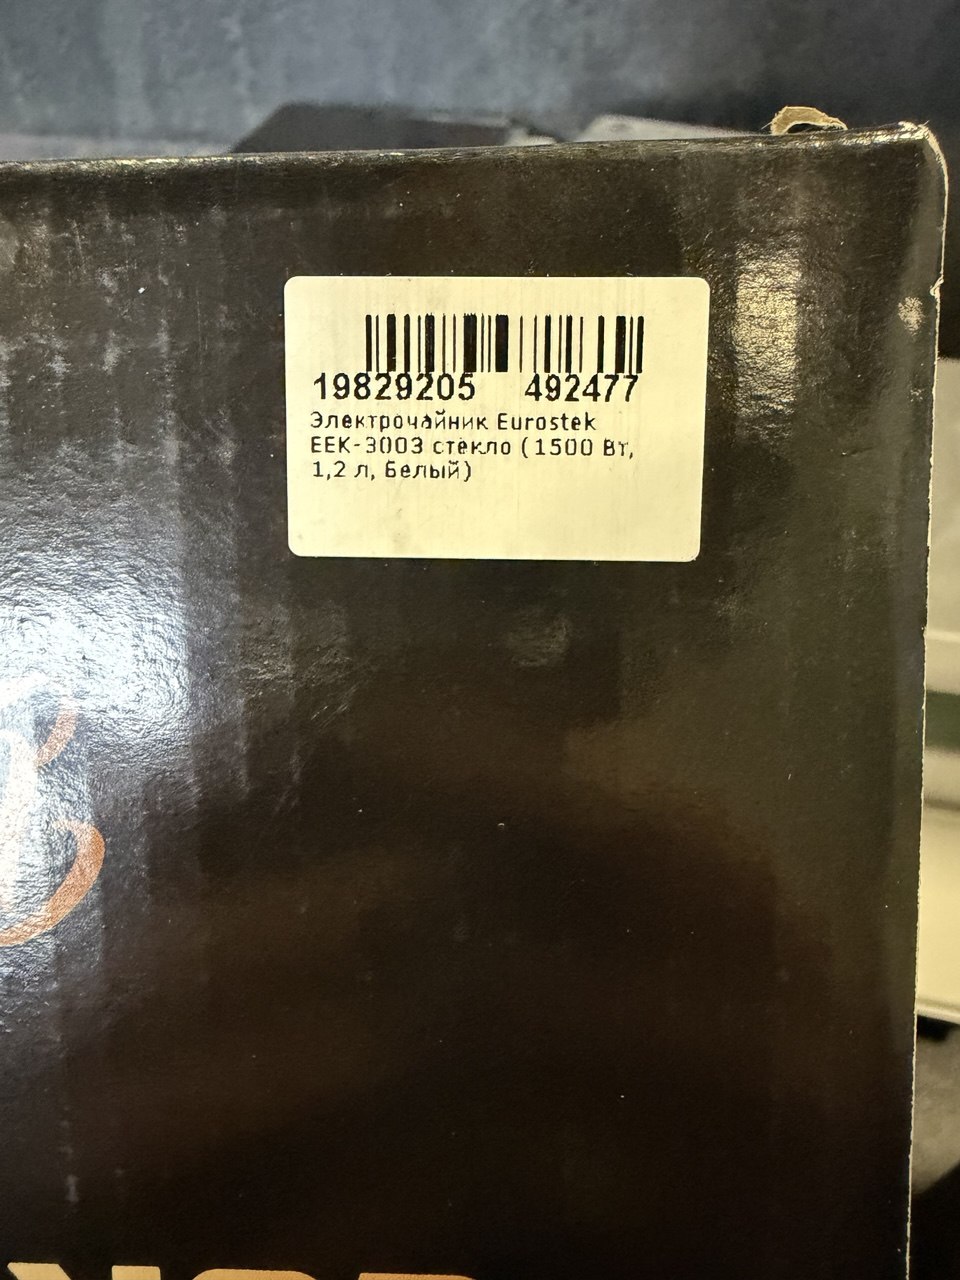 19829205 492477
Электрочайник Eurostek
EEK-3003 стекло (1500 Вт,
1,2 л, Белый)